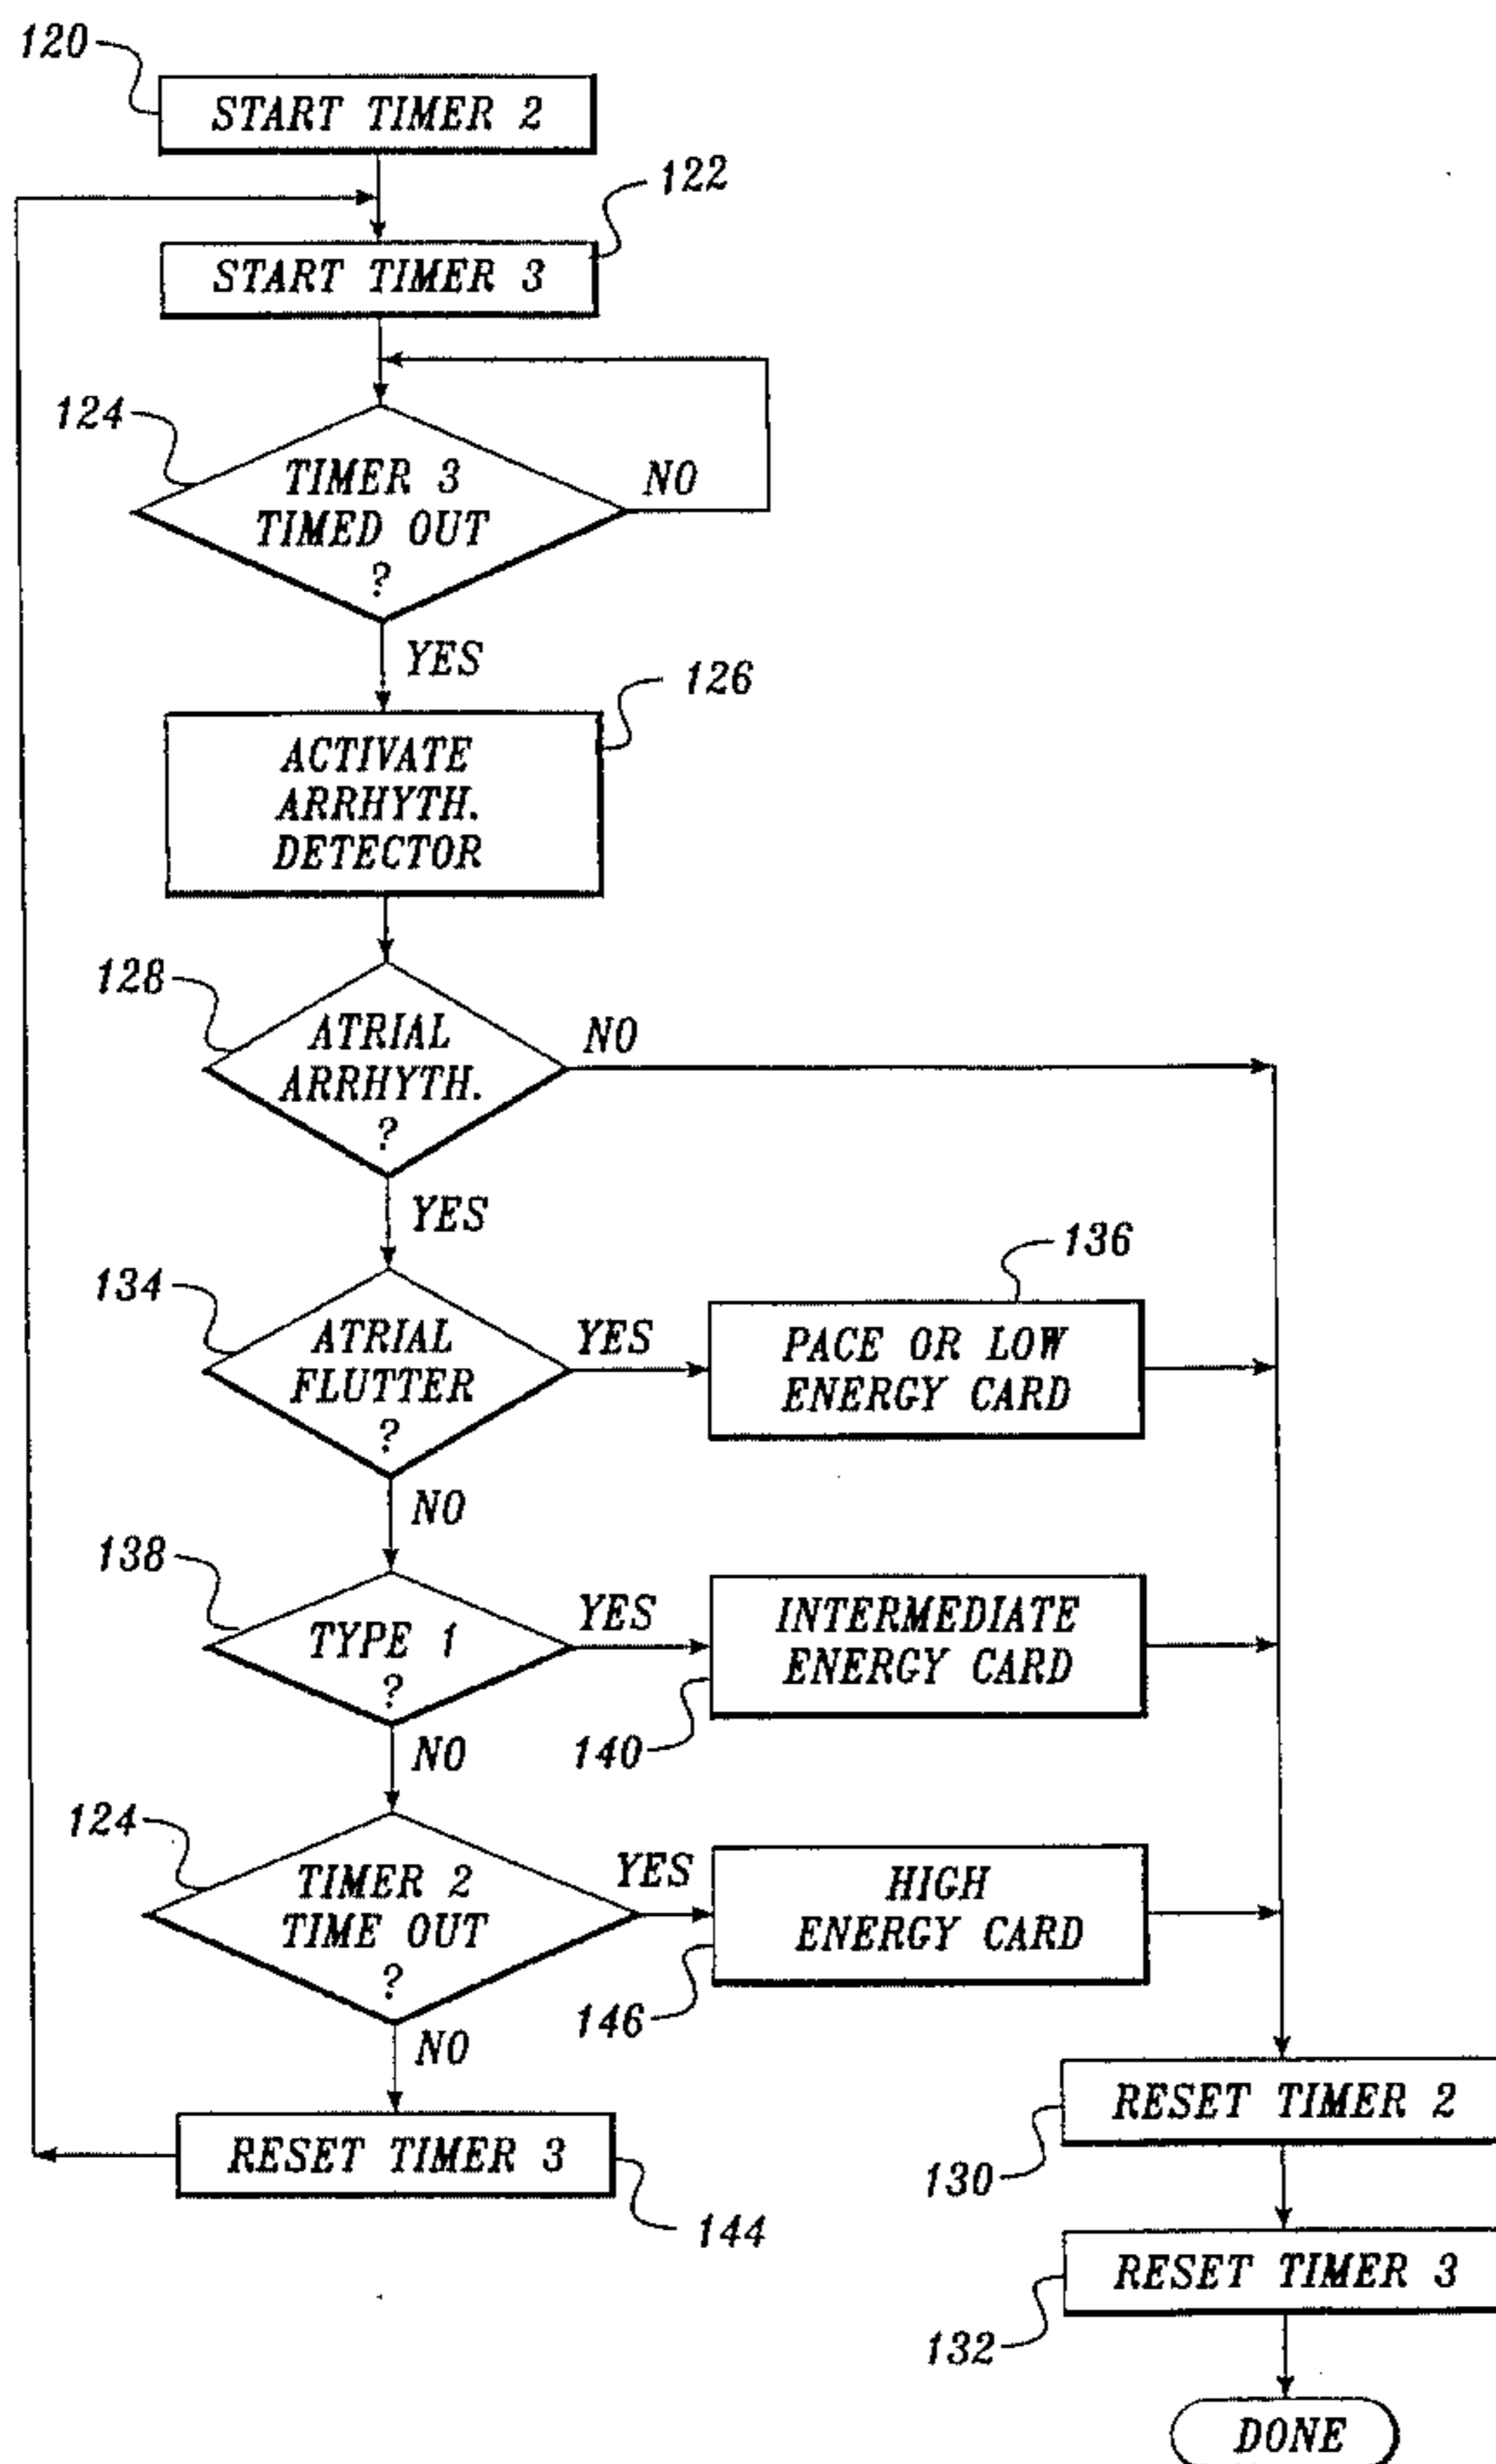 120
START TIMER 2
122
START TIMER 3
124
TIMER 3
TIMED OUT
?
NO
YES
126
ACTIVATE
ARRHYTH.
DETECTOR
128
ATRIAL
ARRHYTH.
?
NO
YES
134
ATRIAL
FLUTTER
?
YES
136
PACE OR LOW
ENERGY CARD
NO
138
TYPE 1
?
YES
INTERMEDIATE
ENERGY CARD
140
NO
124
TIMER 2
TIME OUT
?
YES
HIGH
ENERGY CARD
146
NO
RESET TIMER 3
144
RESET TIMER 2
130
RESET TIMER 3
132
DONE